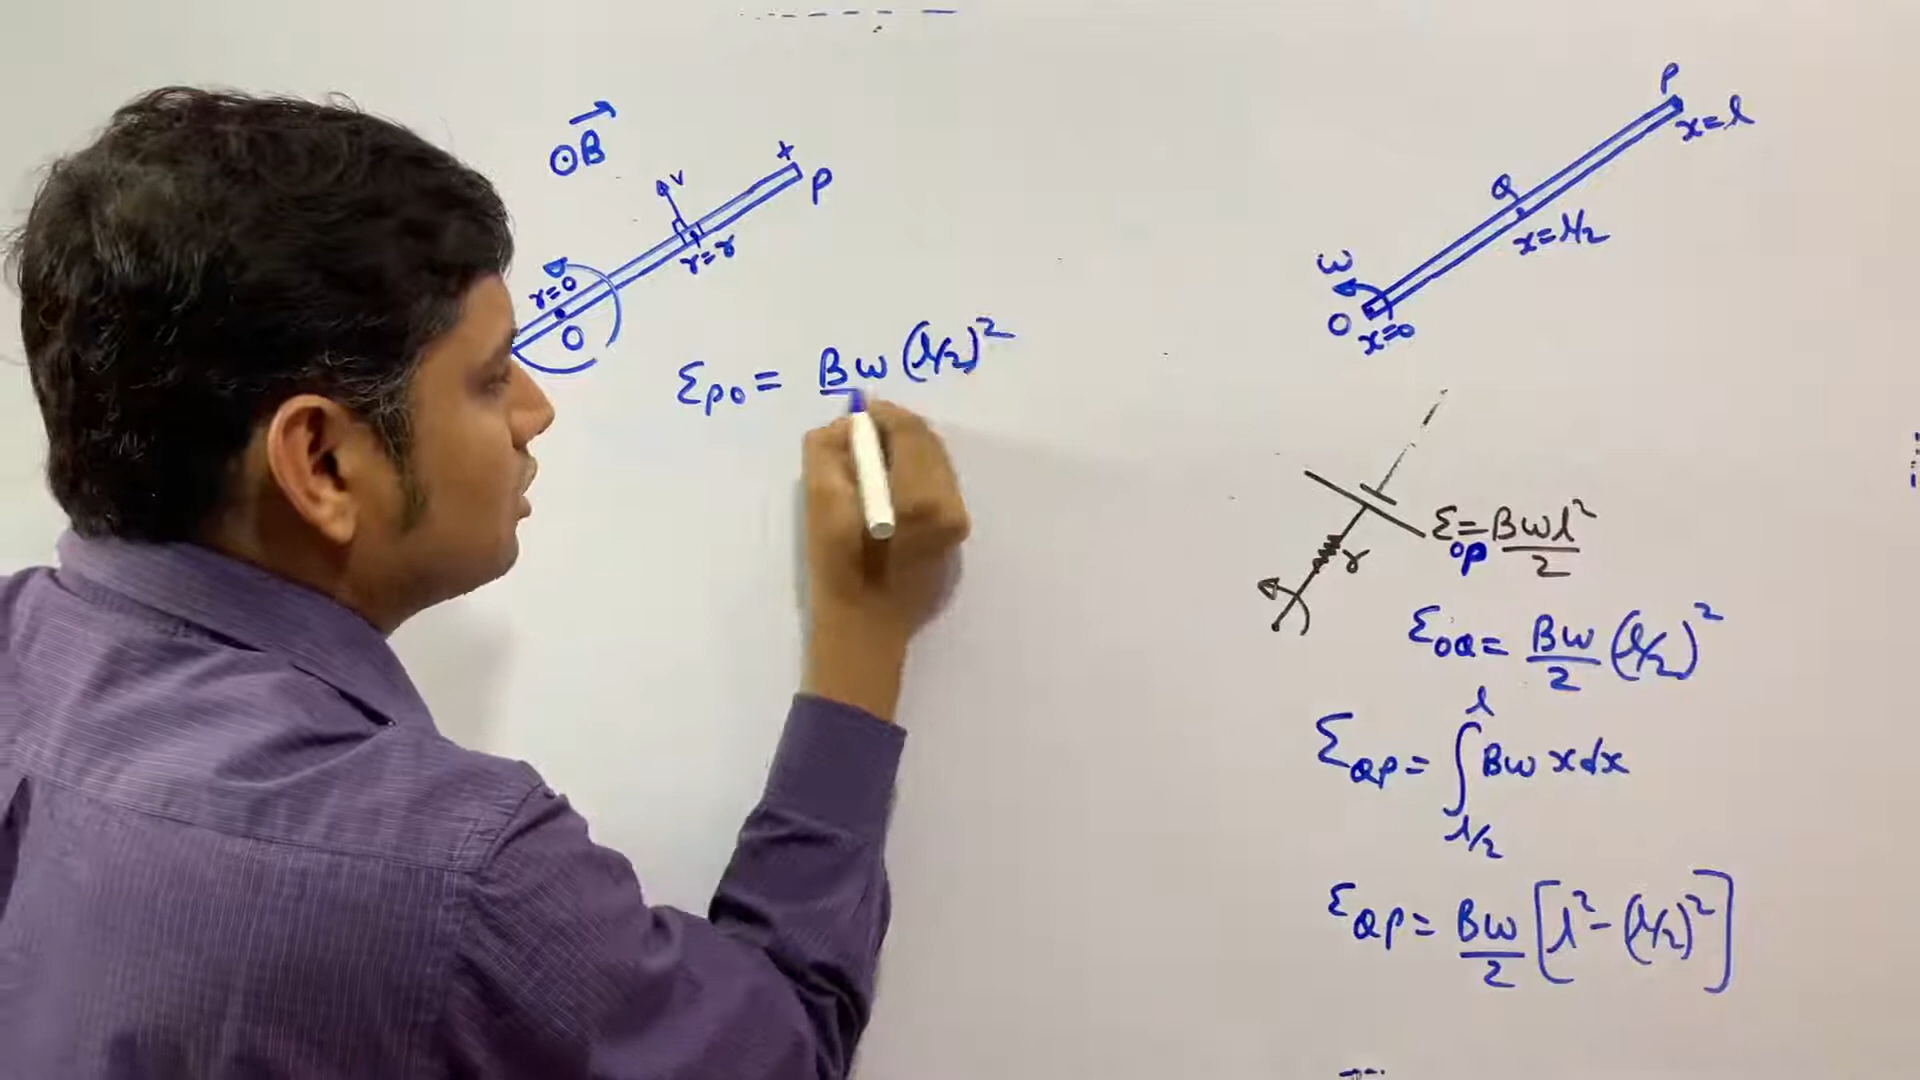 ⊙B⃗
+
P
v
r=r
r=0
O
ε_PO = Bω (l/2)²
P
x=l
Q
x=l/2
ω
O
x=0
r
ε_OP = Bωl²/2
ε_OQ = Bω/2 (l/2)²
ε_QP = ∫_{l/2}^{l} Bω x dx
ε_QP = Bω/2 [l² - (l/2)²]